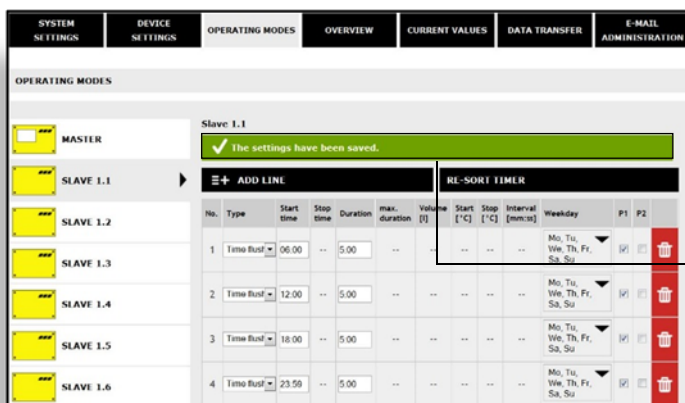 SYSTEM SETTINGS
DEVICE SETTINGS
OPERATING MODES
OVERVIEW
CURRENT VALUES
DATA TRANSFER
E-MAIL ADMINISTRATION
OPERATING MODES
MASTER
SLAVE 1.1
SLAVE 1.2
SLAVE 1.3
SLAVE 1.4
SLAVE 1.5
SLAVE 1.6
Slave 1.1
The settings have been saved.
ADD LINE RE-SORT TIMER
No. Type Start time Stop time Duration max. duration Volume [l] Start [°C] Stop [°C] Interval [mm:ss] Weekday P1 P2
1 Time flush 06:00 -- 5:00 -- -- -- -- -- Mo, Tu, We, Th, Fr, Sa, Su
2 Time flush 12:00 -- 5:00 -- -- -- -- -- Mo, Tu, We, Th, Fr, Sa, Su
3 Time flush 18:00 -- 5:00 -- -- -- -- -- Mo, Tu, We, Th, Fr, Sa, Su
4 Time flush 23:59 -- 5:00 -- -- -- -- -- Mo, Tu, We, Th, Fr, Sa, Su